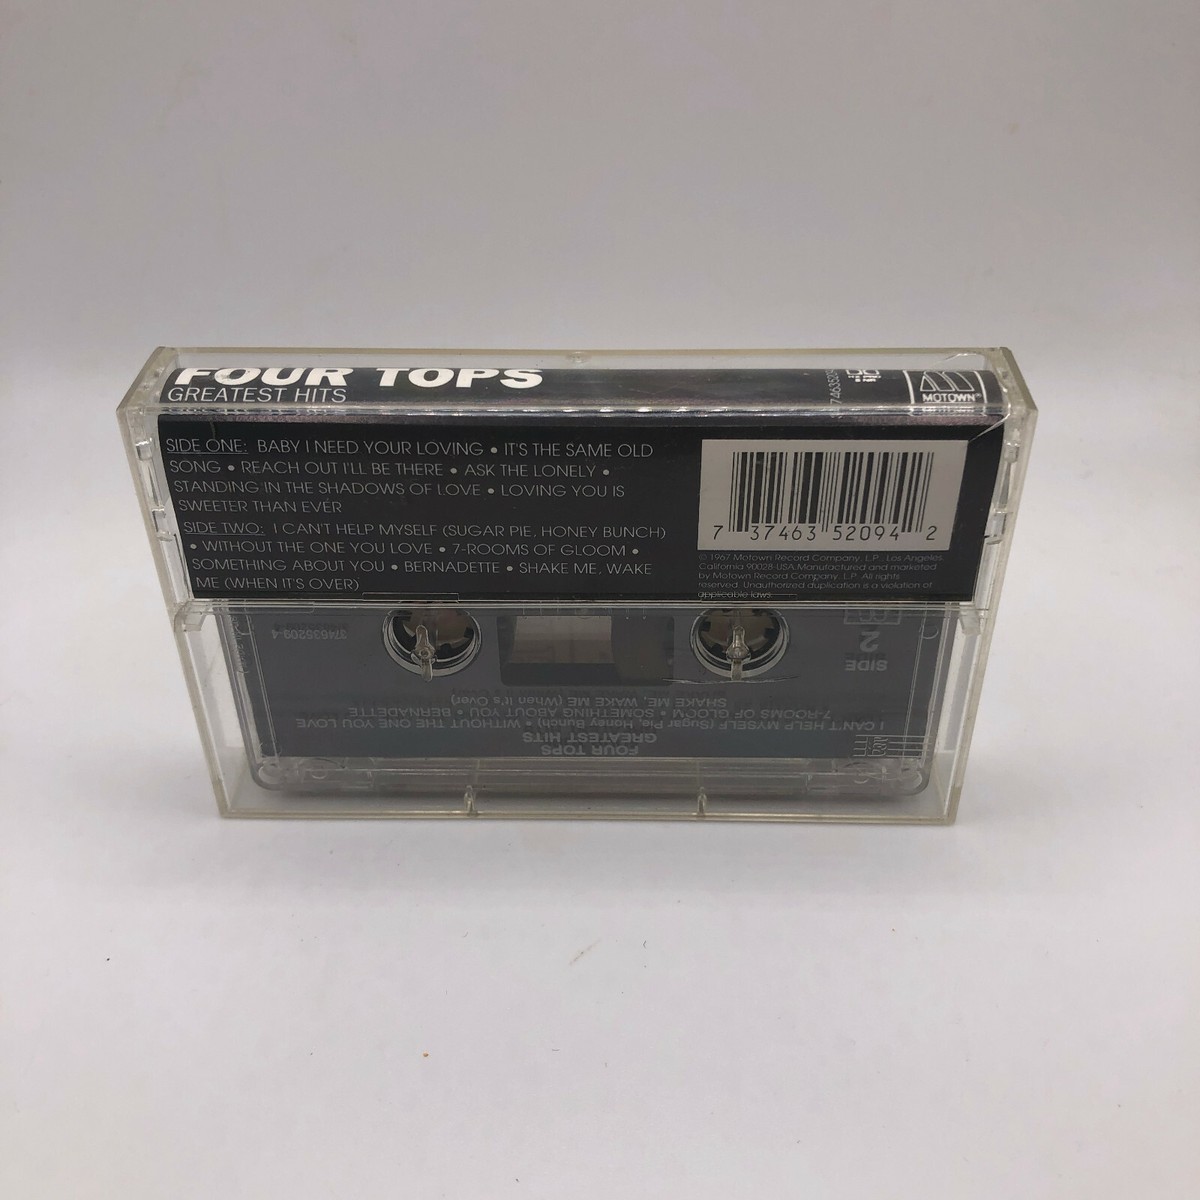 FOUR TOPS
GREATEST HITS
MOTOWN
SIDE ONE: BABY I NEED YOUR LOVING • IT'S THE SAME OLD
SONG • REACH OUT I'LL BE THERE • ASK THE LONELY •
STANDING IN THE SHADOWS OF LOVE • LOVING YOU IS
SWEETER THAN EVER
SIDE TWO: I CAN'T HELP MYSELF (SUGAR PIE, HONEY BUNCH)
• WITHOUT THE ONE YOU LOVE • 7-ROOMS OF GLOOM •
SOMETHING ABOUT YOU • BERNADETTE • SHAKE ME, WAKE
ME (WHEN IT'S OVER)
7 37463 52094 2
© 1967 Motown Record Company, L.P., Los Angeles,
California 90028-USA. Manufactured and marketed
by Motown Record Company, L.P. All rights
reserved. Unauthorized duplication is a violation of
applicable laws.
FOUR TOPS
GREATEST HITS
I CAN'T HELP MYSELF (Sugar Pie, Honey Bunch) • WITHOUT THE ONE YOU LOVE
7-ROOMS OF GLOOM • SOMETHING ABOUT YOU • BERNADETTE
SHAKE ME, WAKE ME (When It's Over)
SIDE
2
374635209-4